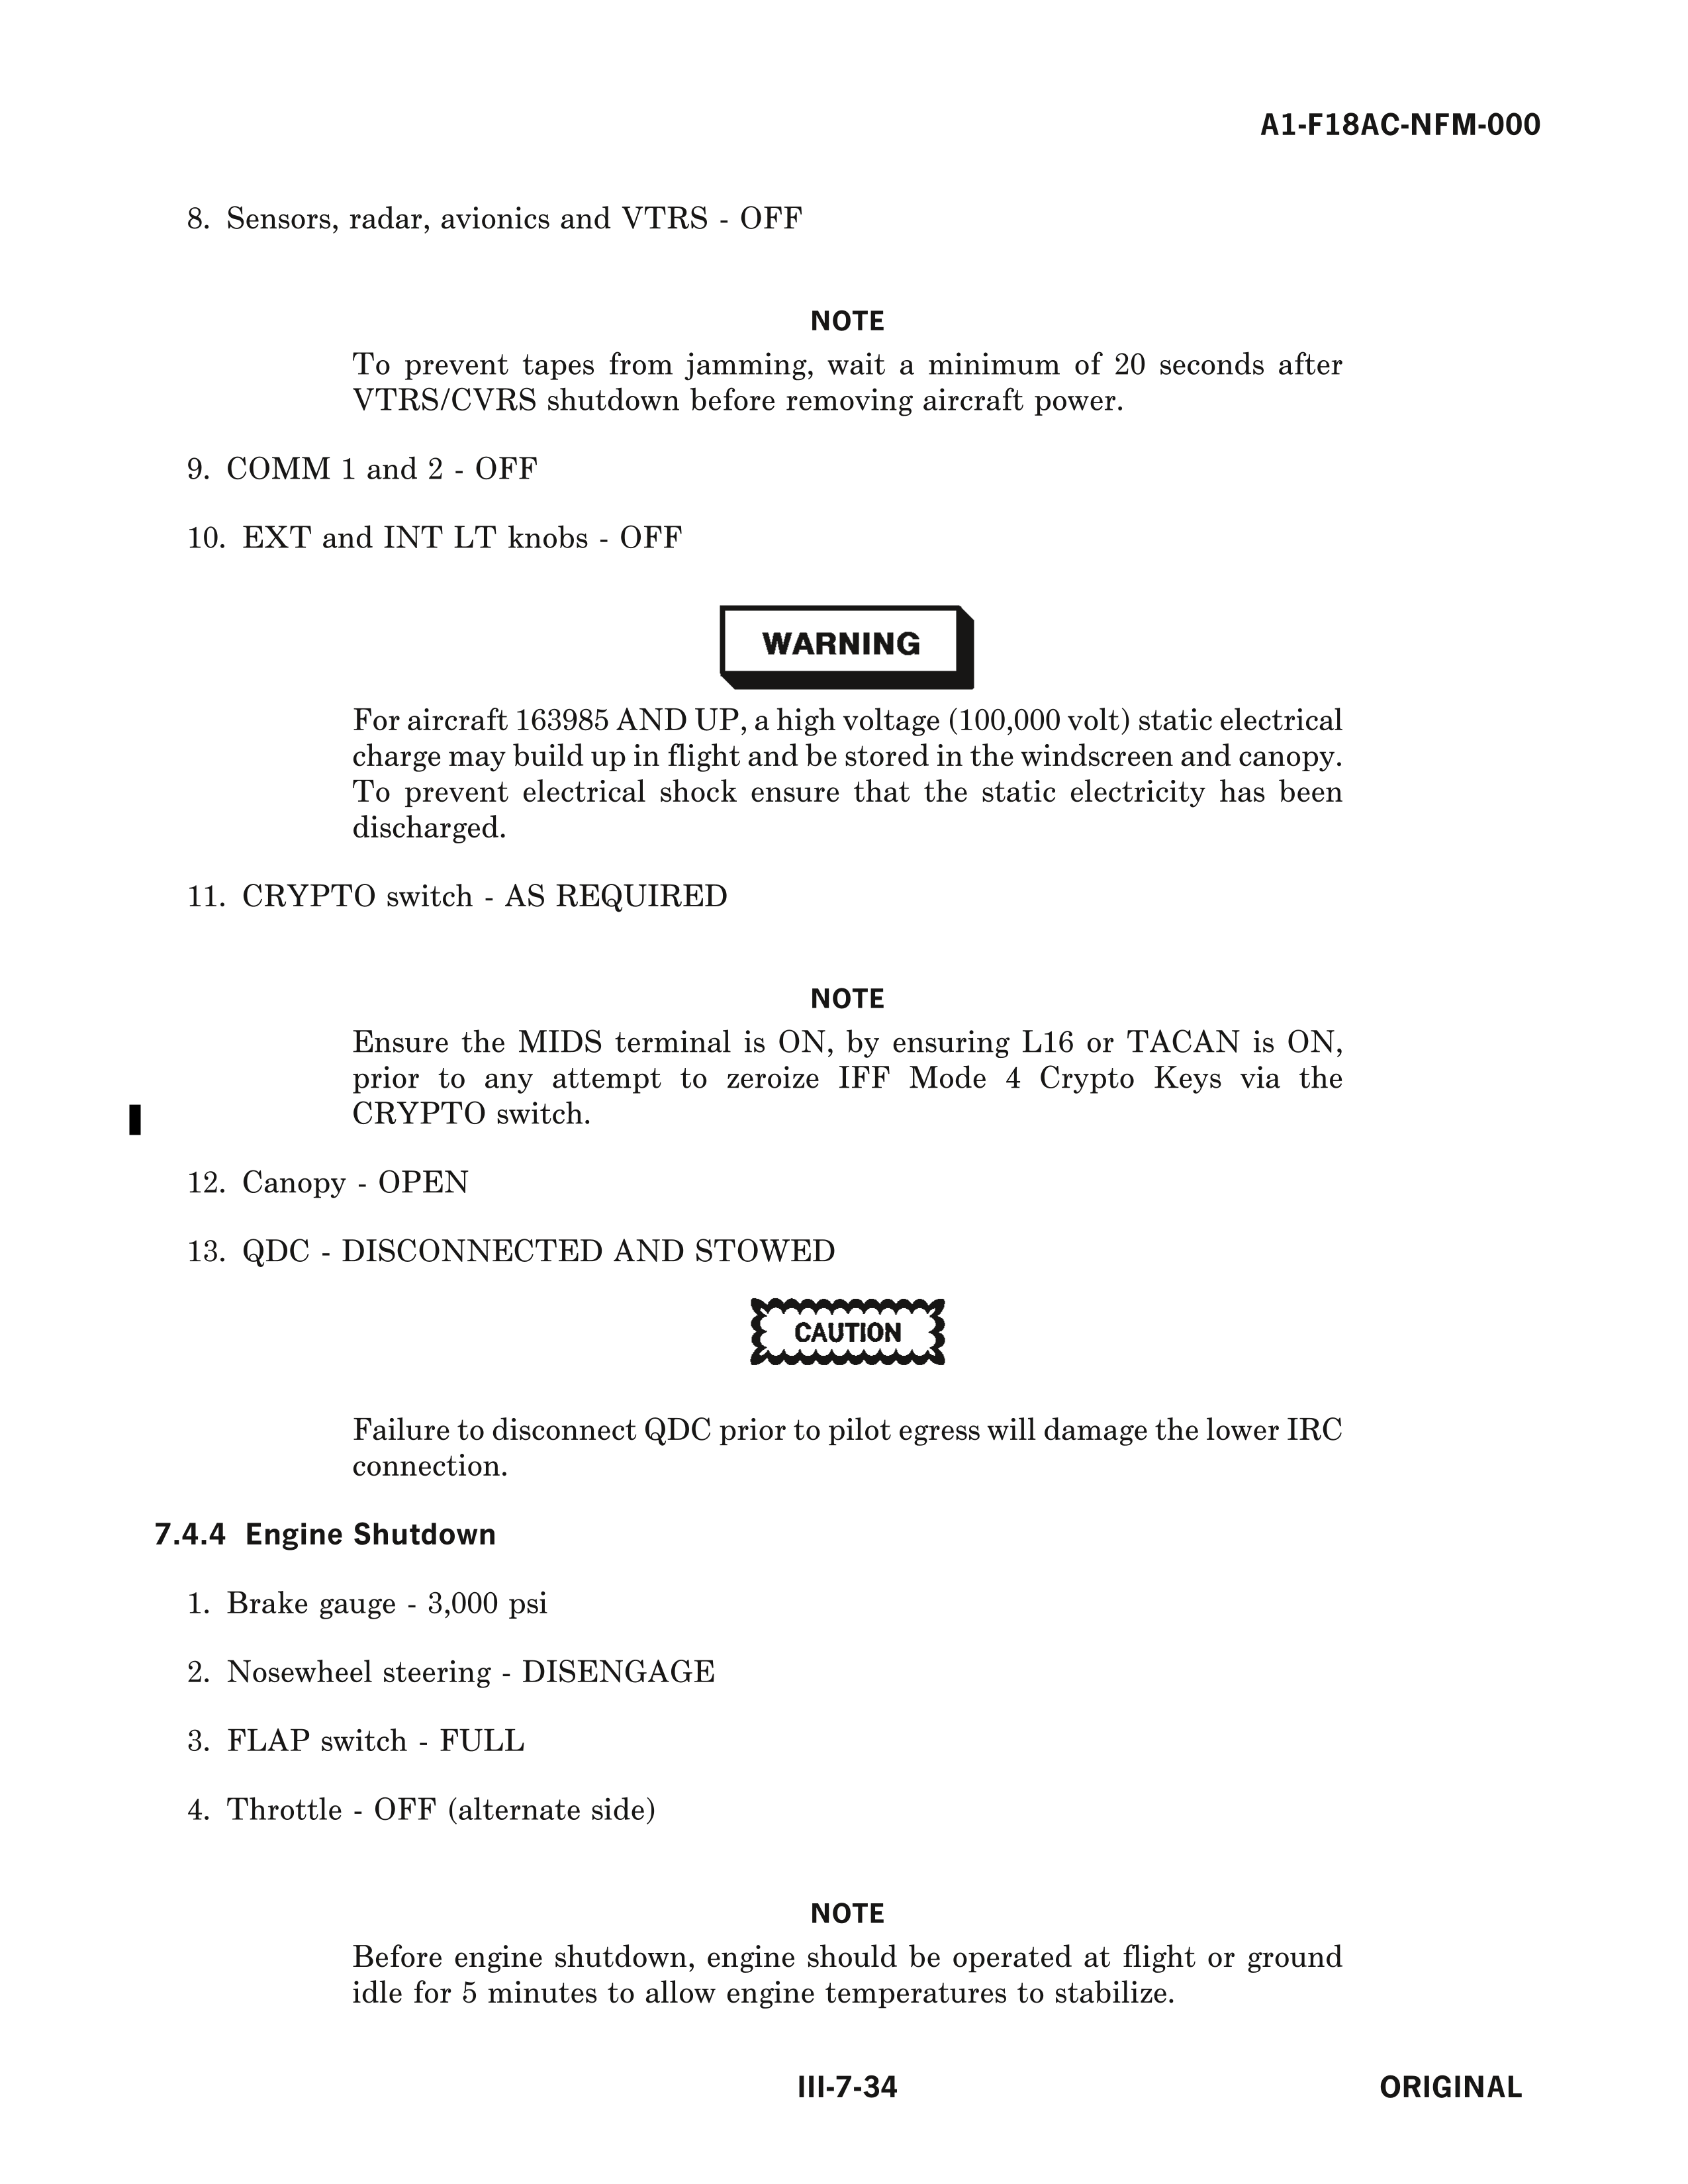 A1-F18AC-NFM-000
8. Sensors, radar, avionics and VTRS - OFF
NOTE
To prevent tapes from jamming, wait a minimum of 20 seconds after
VTRS/CVRS shutdown before removing aircraft power.
9. COMM 1 and 2 - OFF
10. EXT and INT LT knobs - OFF
WARNING
For aircraft 163985 AND UP, a high voltage (100,000 volt) static electrical
charge may build up in flight and be stored in the windscreen and canopy.
To prevent electrical shock ensure that the static electricity has been
discharged.
11. CRYPTO switch - AS REQUIRED
NOTE
Ensure the MIDS terminal is ON, by ensuring L16 or TACAN is ON,
prior to any attempt to zeroize IFF Mode 4 Crypto Keys via the
CRYPTO switch.
12. Canopy - OPEN
13. QDC - DISCONNECTED AND STOWED
CAUTION
Failure to disconnect QDC prior to pilot egress will damage the lower IRC
connection.
7.4.4 Engine Shutdown
1. Brake gauge - 3,000 psi
2. Nosewheel steering - DISENGAGE
3. FLAP switch - FULL
4. Throttle - OFF (alternate side)
NOTE
Before engine shutdown, engine should be operated at flight or ground
idle for 5 minutes to allow engine temperatures to stabilize.
III-7-34
ORIGINAL